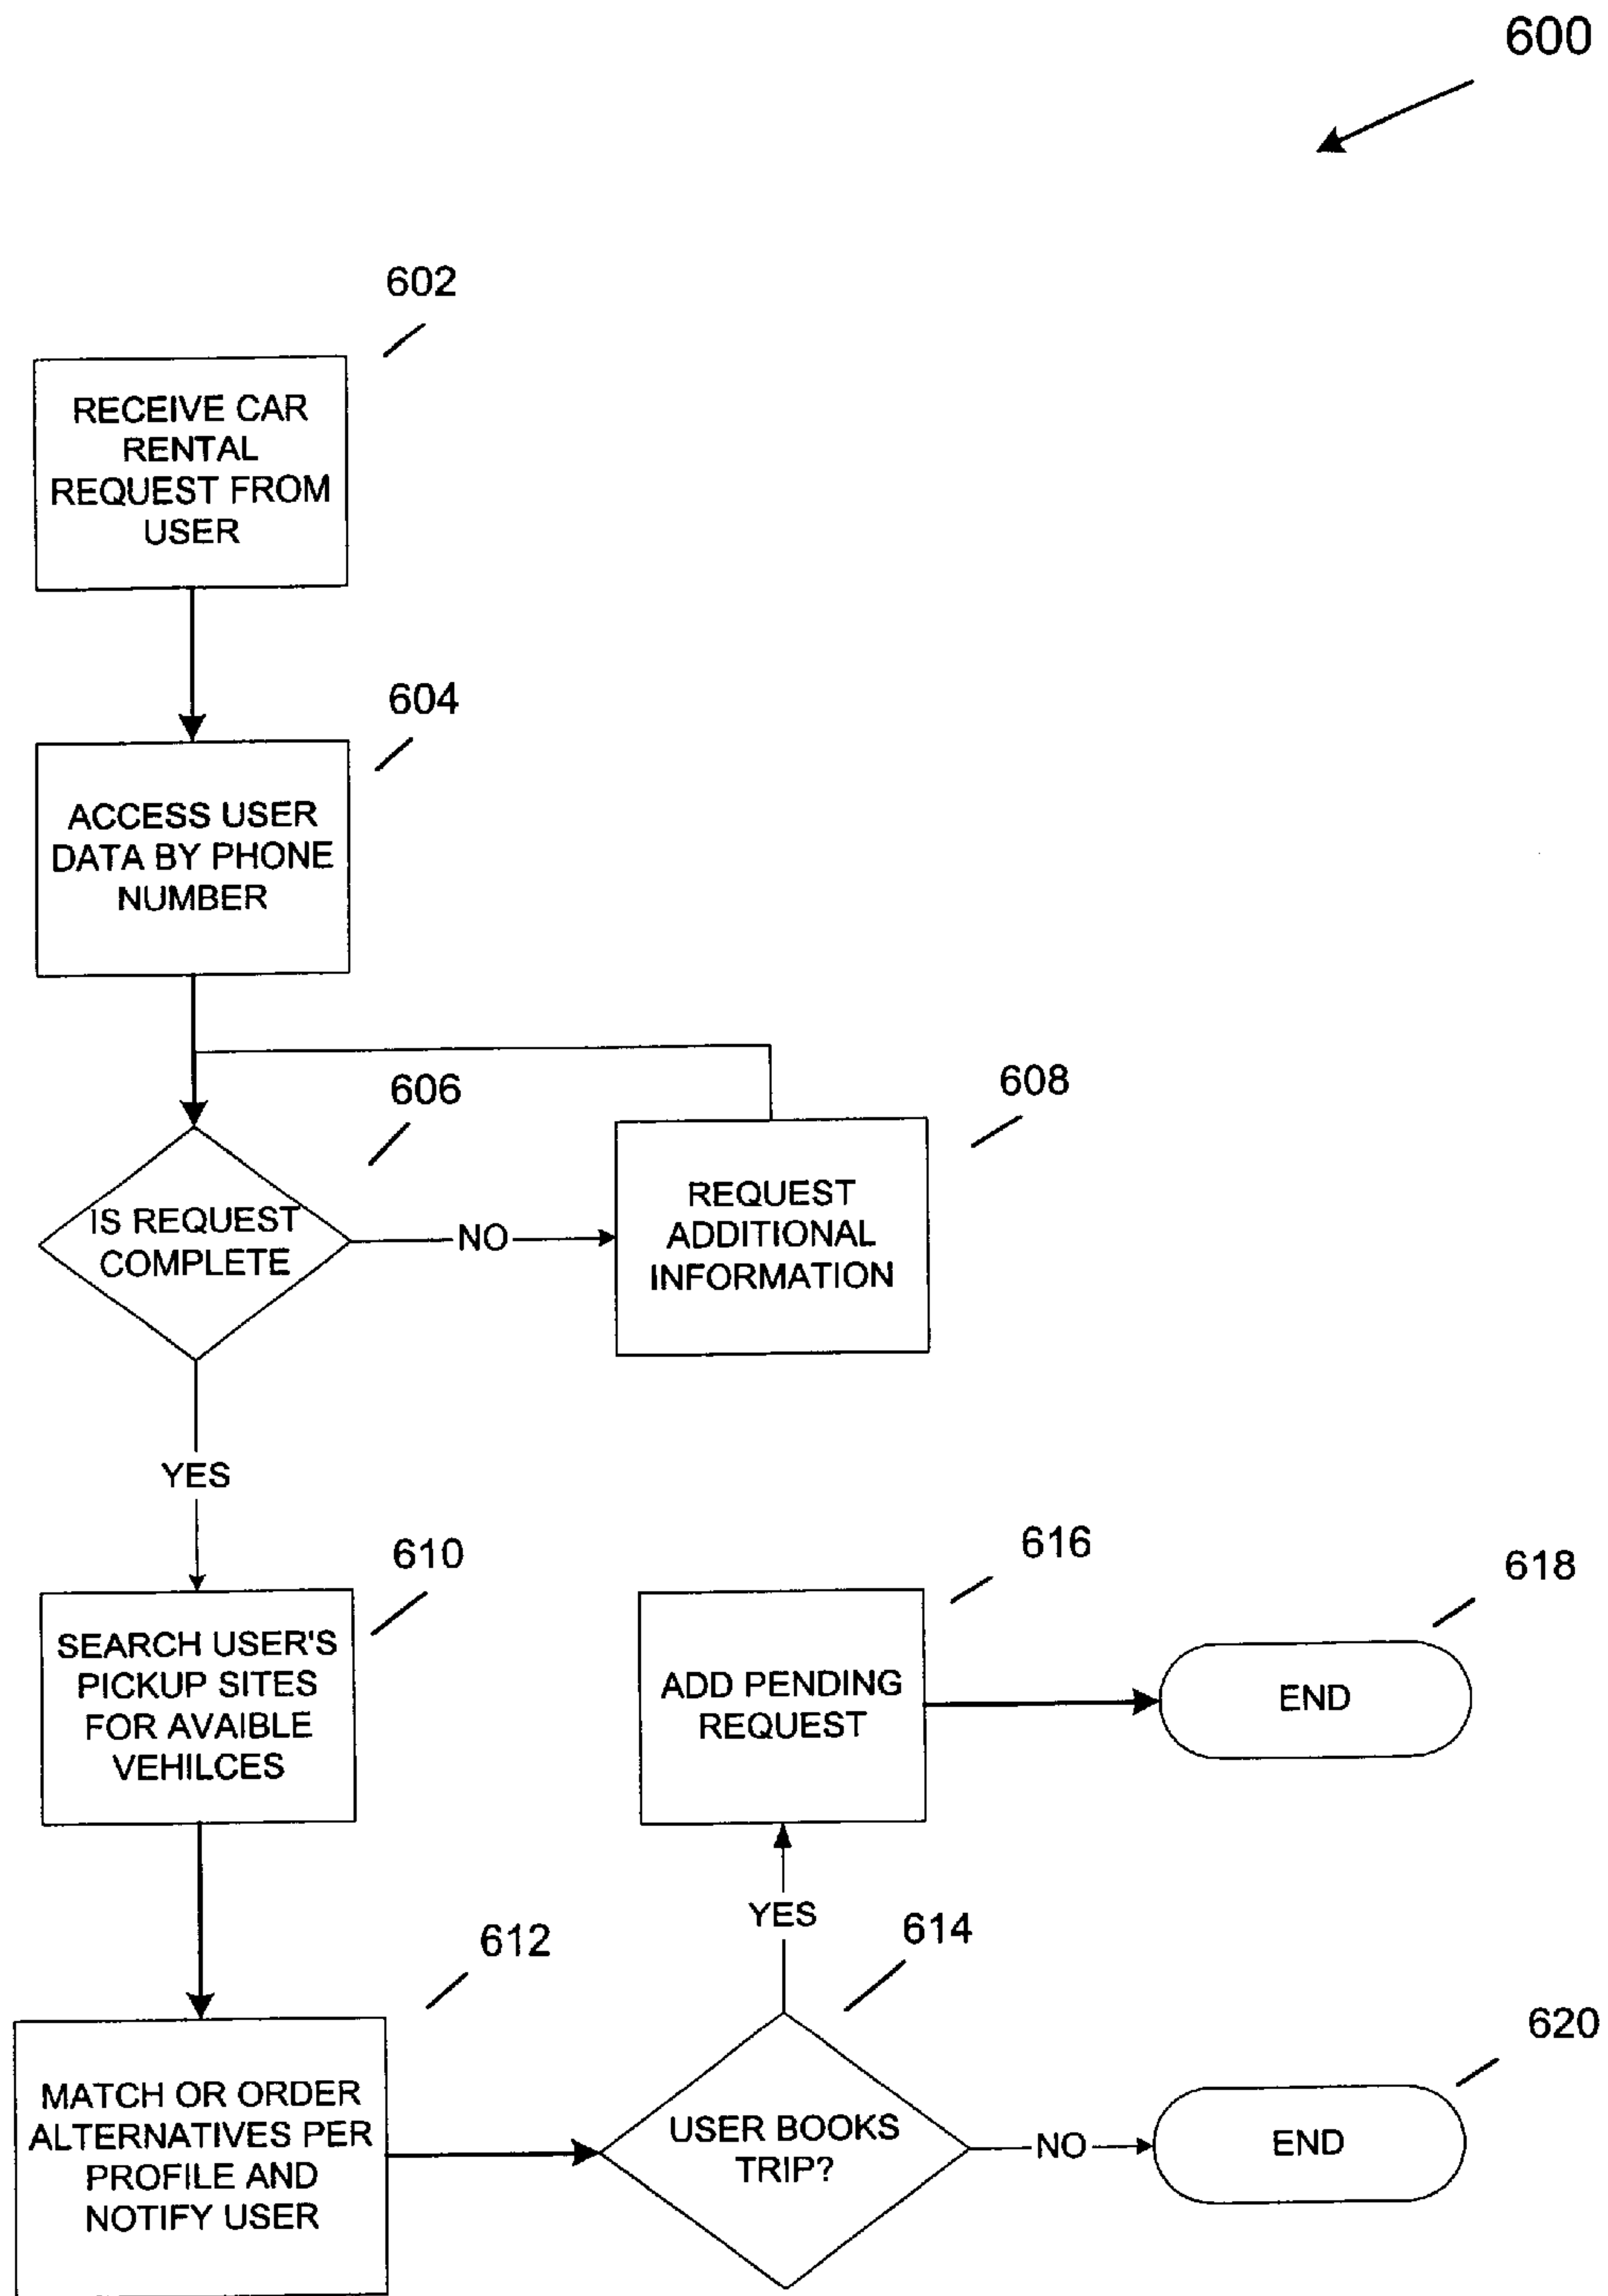 600
602
RECEIVE CAR
RENTAL
REQUEST FROM
USER
604
ACCESS USER
DATA BY PHONE
NUMBER
606
IS REQUEST
COMPLETE
NO
608
REQUEST
ADDITIONAL
INFORMATION
YES
610
SEARCH USER'S
PICKUP SITES
FOR AVAIBLE
VEHILCES
616
ADD PENDING
REQUEST
618
END
YES
612
MATCH OR ORDER
ALTERNATIVES PER
PROFILE AND
NOTIFY USER
614
USER BOOKS
TRIP?
NO
620
END